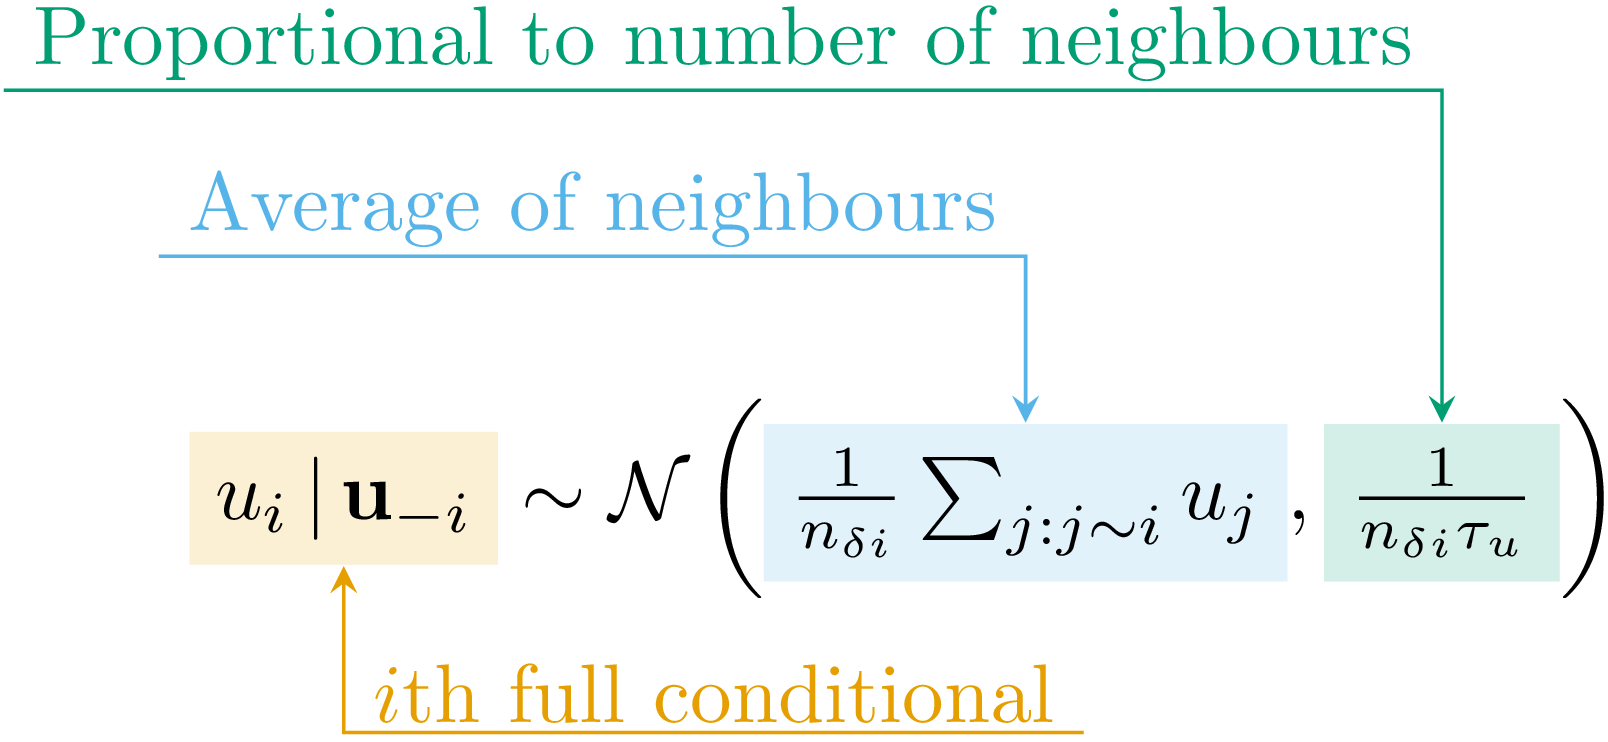 Proportional to number of neighbours
Average of neighbours
$u_i \mid \mathbf{u}_{-i} \sim \mathcal{N}\left(\frac{1}{n_{\delta i}} \sum_{j:j\sim i} u_j, \frac{1}{n_{\delta i}\tau_u}\right)$
ith full conditional